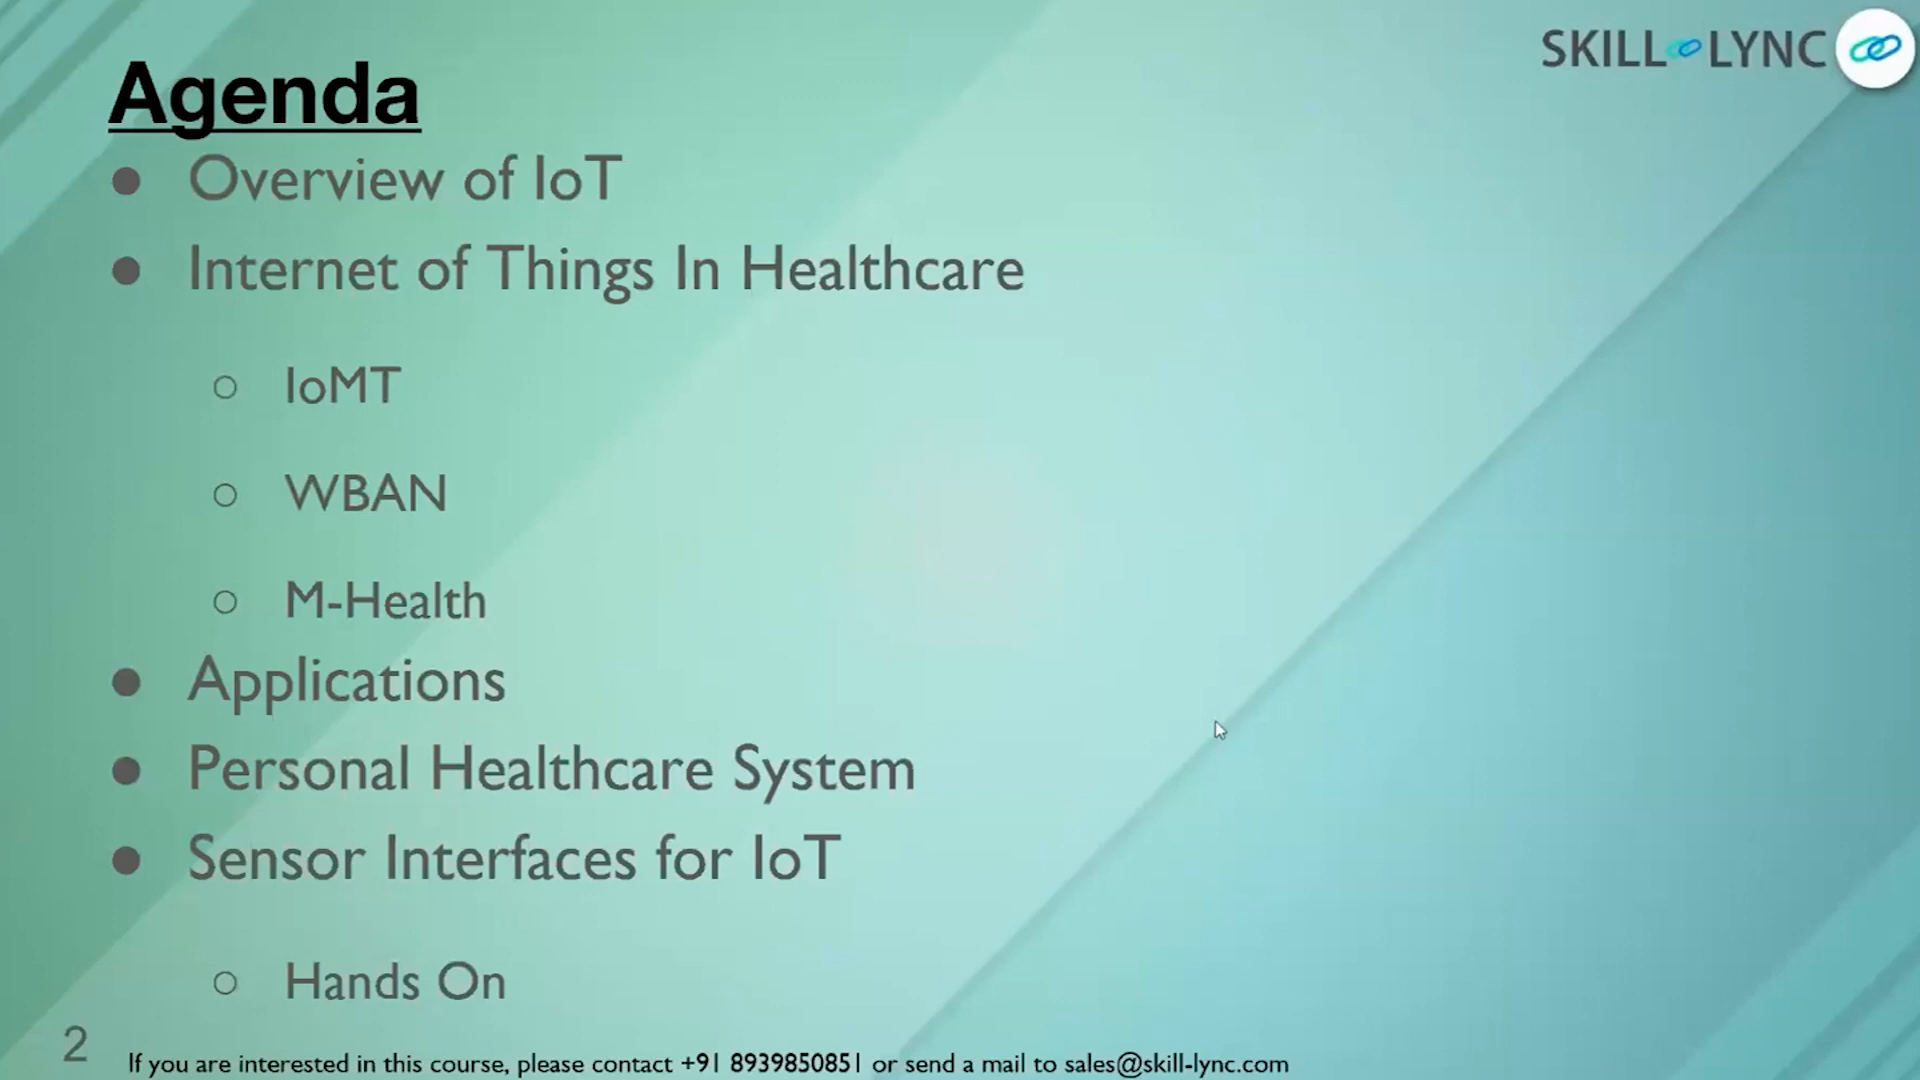 SKILL LYNC
Agenda
● Overview of IoT
● Internet of Things In Healthcare
○ IoMT
○ WBAN
○ M-Health
● Applications
● Personal Healthcare System
● Sensor Interfaces for IoT
○ Hands On
2
If you are interested in this course, please contact +91 8939850851 or send a mail to sales@skill-lync.com